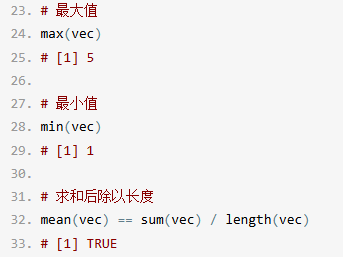 23. # 最大值
24. max(vec)
25. # [1] 5
26.
27. # 最小值
28. min(vec)
29. # [1] 1
30.
31. # 求和后除以长度
32. mean(vec) == sum(vec) / length(vec)
33. # [1] TRUE